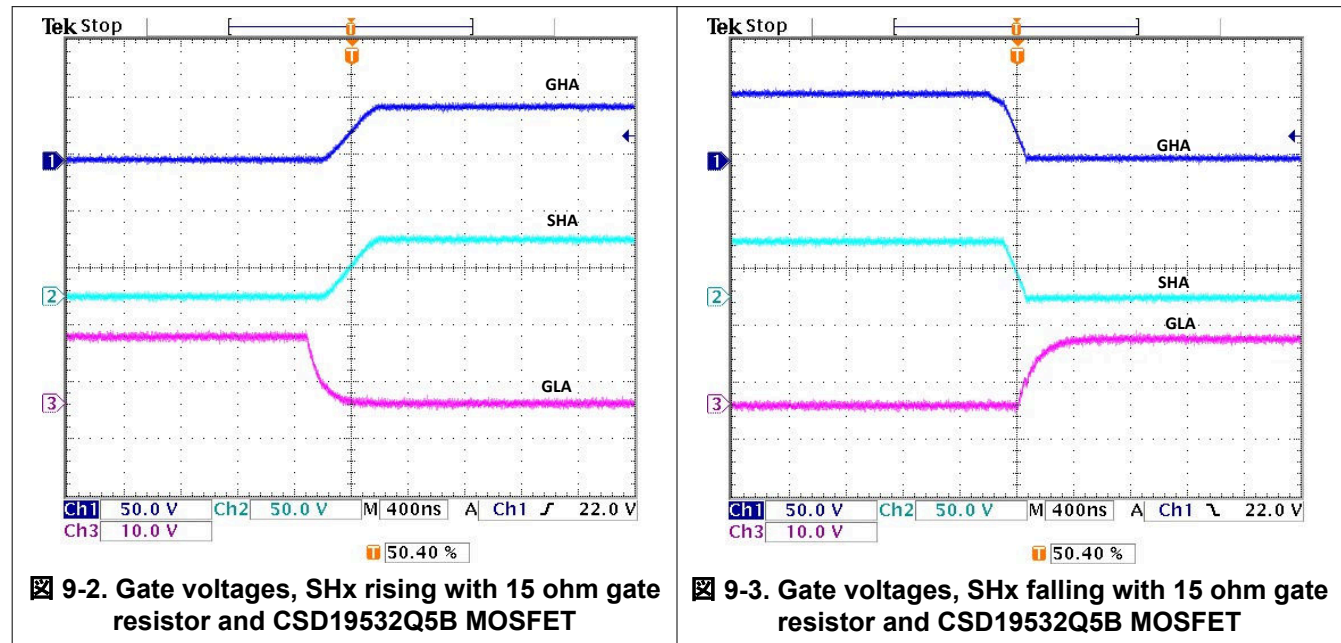 Tek Stop
T
T
GHA
1
SHA
2
GLA
3
Ch1 50.0 V Ch2 50.0 V M 400ns A Ch1 ƒ 22.0 V
Ch3 10.0 V
T 50.40 %
図 9-2. Gate voltages, SHx rising with 15 ohm gate
resistor and CSD19532Q5B MOSFET
Tek Stop
T
T
1
GHA
SHA
2
GLA
3
Ch1 50.0 V Ch2 50.0 V M 400ns A Ch1 22.0 V
Ch3 10.0 V
T 50.40 %
図 9-3. Gate voltages, SHx falling with 15 ohm gate
resistor and CSD19532Q5B MOSFET